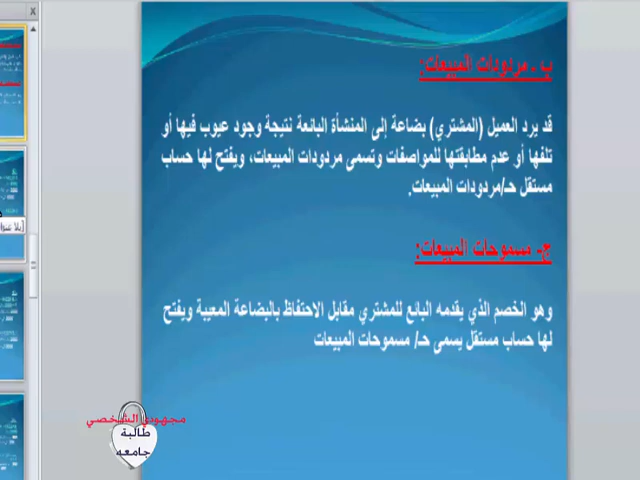 ب ـ مردودات المبيعات:
قد يرد العميل (المشتري) بضاعة إلى المنشأة البائعة نتيجة وجود عيوب فيها أو
تلفها أو عدم مطابقتها للمواصفات وتسمى مردودات المبيعات، ويفتح لها حساب
مستقل حـ/مردودات المبيعات.
ج- مسموحات المبيعات:
وهو الخصم الذي يقدمه البائع للمشتري مقابل الاحتفاظ بالبضاعة المعيبة ويفتح
لها حساب مستقل يسمى حـ/ مسموحات المبيعات
مجهودي الشخصي
طالبة
جامعه